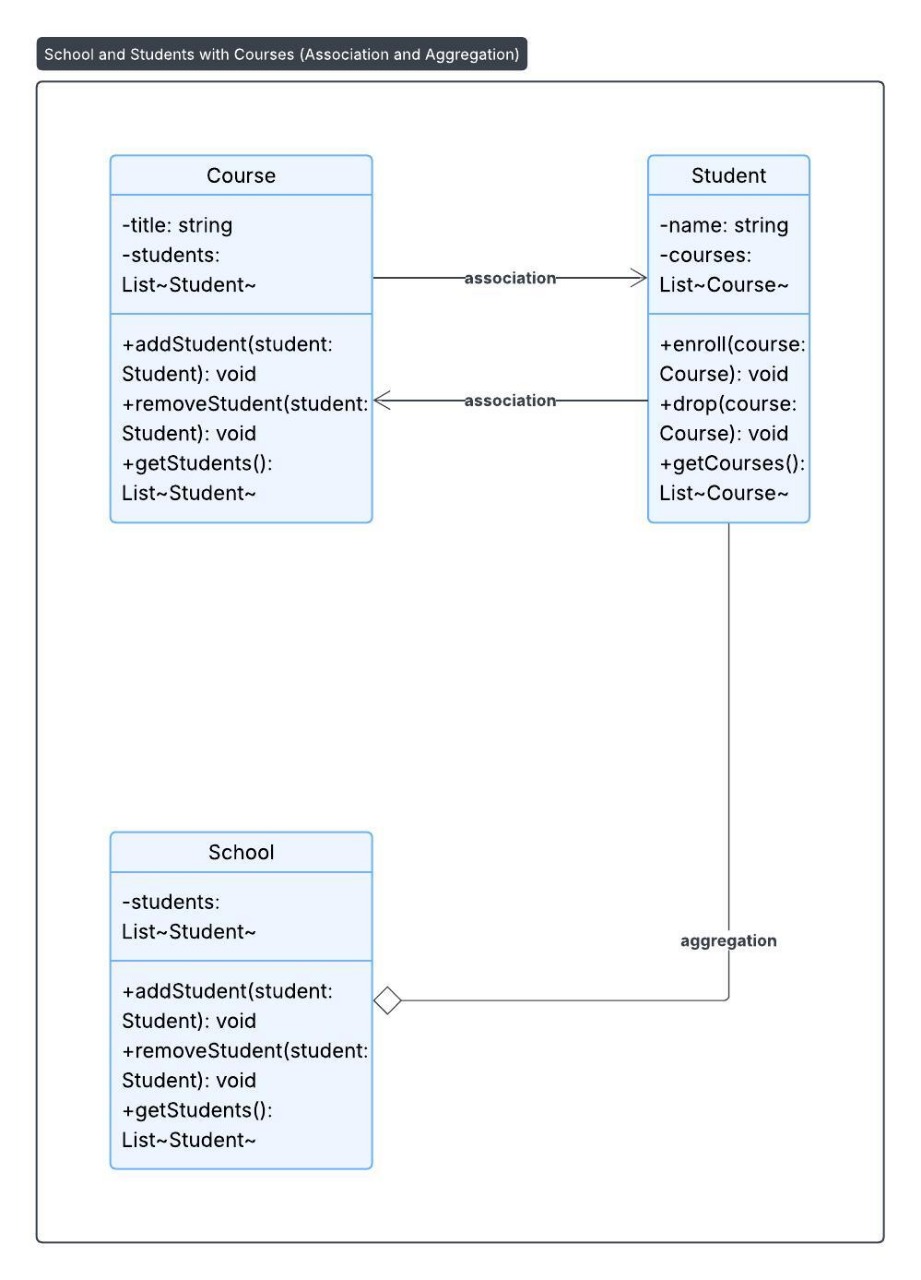 School and Students with Courses (Association and Aggregation)
Course
-title: string
-students:
List~Student~
+addStudent(student:
Student): void
+removeStudent(student:
Student): void
+getStudents():
List~Student~
association
association
Student
-name: string
-courses:
List~Course~
+enroll(course:
Course): void
+drop(course:
Course): void
+getCourses():
List~Course~
aggregation
School
-students:
List~Student~
+addStudent(student:
Student): void
+removeStudent(student:
Student): void
+getStudents():
List~Student~